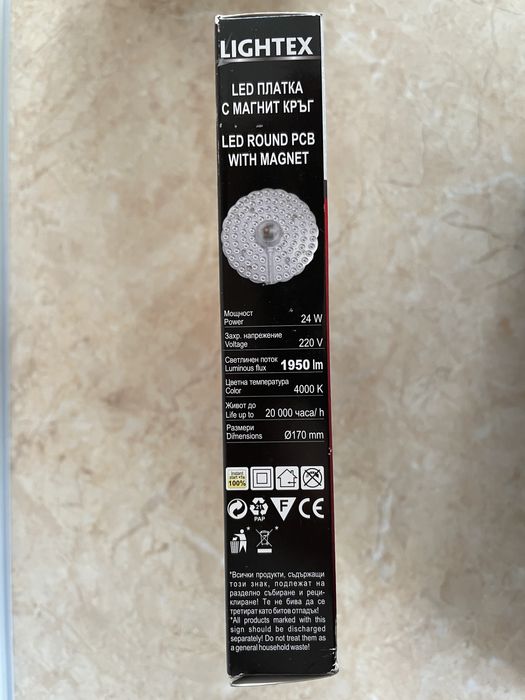 LIGHTEX
LED ПЛАТКА
С МАГНИТ КРЪГ
LED ROUND PCB
WITH MAGNET
Мощност
Power 24 W
Захр. напрежение
Voltage 220 V
Светлинен поток
Luminous flux 1950 lm
Цветна температура
Color 4000 K
Живот до
Life up to 20 000 часа/ h
Размери
Dimensions Ø170 mm
Instant
start <1s
100%
21
PAP
F
CE
*
*
*Всички продукти, съдържащи
този знак, подлежат на
разделно събиране и реци-
клиране! Те не бива да се
третират като битов отпадък!
*All products marked with this
sign should be discharged
separately! Do not treat them as
a general household waste!